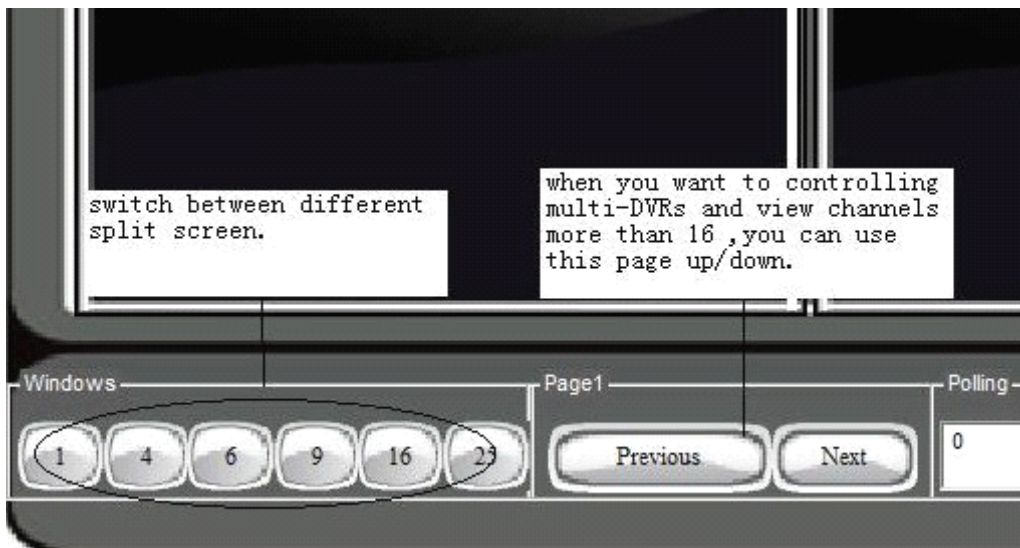 switch between different
split screen.
when you want to controlling
multi-DVRs and view channels
more than 16 ,you can use
this page up/down.
Windows
Page1
Polling
1 4 6 9 16 25
Previous Next
0